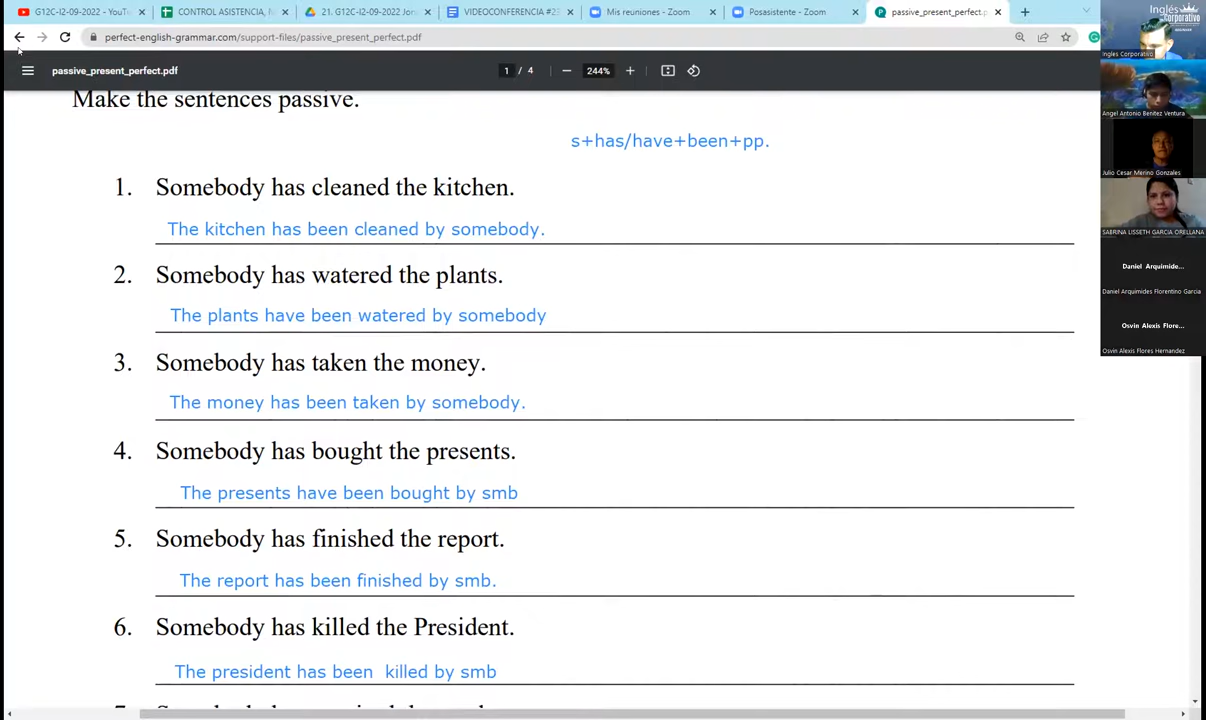 G12C-I2-09-2022 - YouTu
CONTROL ASISTENCIA,
21. G12C-I2-09-2022 Jor
VIDEOCONFERENCIA #23
Mis reuniones - Zoom
Posasistente - Zoom
passive_present_perfect.p
perfect-english-grammar.com/support-files/passive_present_perfect.pdf
passive_present_perfect.pdf
1 / 4
244%
Make the sentences passive.
s+has/have+been+pp.
1. Somebody has cleaned the kitchen.
The kitchen has been cleaned by somebody.
2. Somebody has watered the plants.
The plants have been watered by somebody
3. Somebody has taken the money.
The money has been taken by somebody.
4. Somebody has bought the presents.
The presents have been bought by smb
5. Somebody has finished the report.
The report has been finished by smb.
6. Somebody has killed the President.
The president has been killed by smb
Inglés
Corporativo
Ingles Corporativo
Angel Antonio Benitez Ventura
Julio Cesar Merino Gonzales
SABRINA LISSETH GARCIA ORELLANA
Daniel Arquimide...
Daniel Arquimides Florentino Garcia
Osvin Alexis Flore...
Osvin Alexis Flores Hernandez